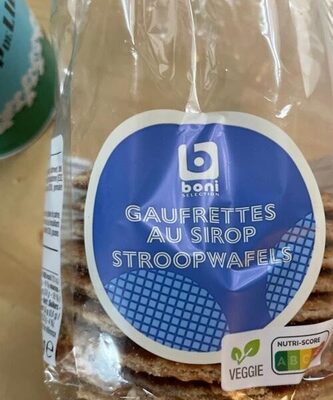 boni
SELECTION
GAUFRETTES
AU SIROP
STROOPWAFELS
VEGGIE
NUTRI-SCORE